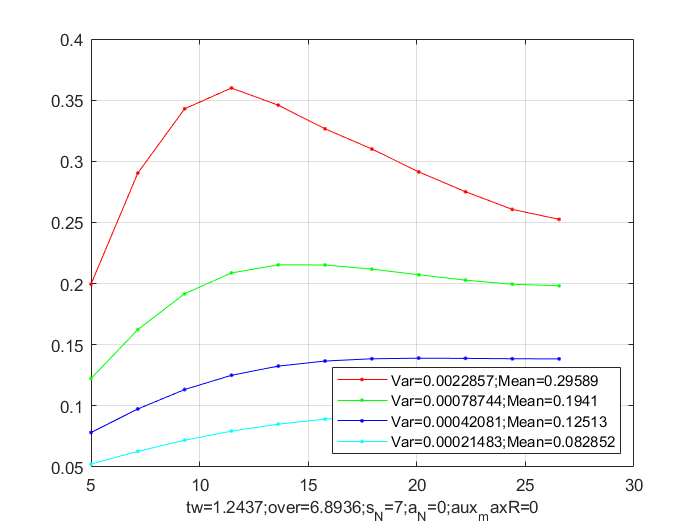 0.4
0.35
0.3
0.25
0.2
0.15
0.1
0.05
5
10
15
20
25
30
Var=0.0022857;Mean=0.29589
Var=0.00078744;Mean=0.1941
Var=0.00042081;Mean=0.12513
Var=0.00021483;Mean=0.082852
tw=1.2437;over=6.8936;s_N=7;a_N=0;aux_maxR=0